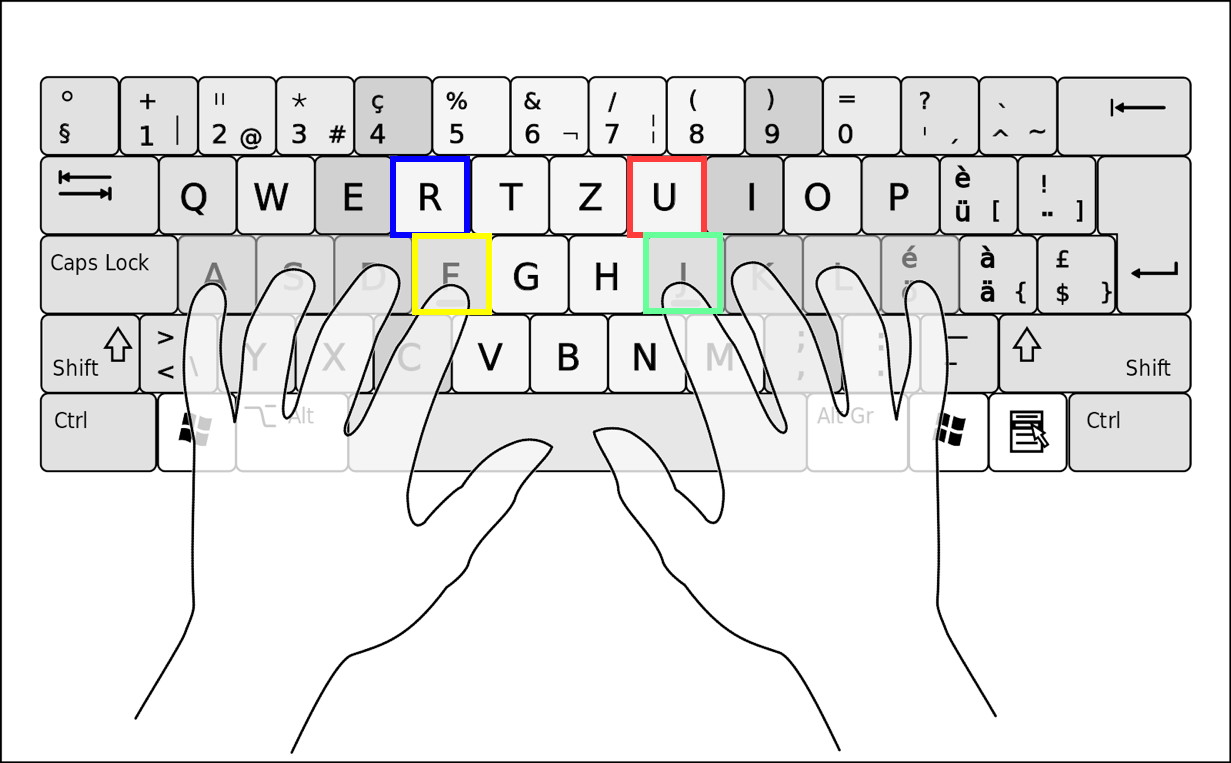 ° + " * ç % & / ( ) = ? `
§ 1 | 2 @ 3 # 4 5 6 ¬ 7 ¦ 8 9 0 ' ´ ^ ~
Q W E R T Z U I O P è ü [ ! ¨ ]
Caps Lock A S D F G H J K L é à ä { £ $ }
Shift > < \ Y X C V B N M ; , : . _ - Shift
Ctrl Alt Alt Gr Ctrl